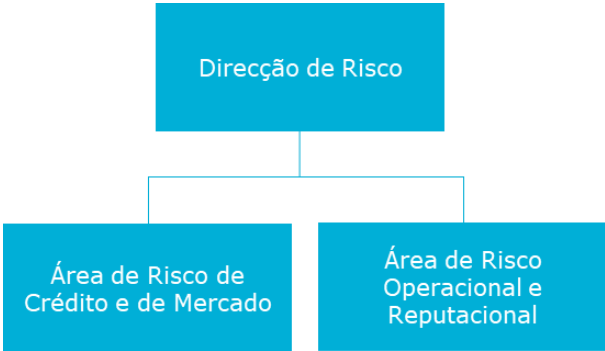 Direcção de Risco
Área de Risco de
Crédito e de Mercado
Área de Risco
Operacional e
Reputacional